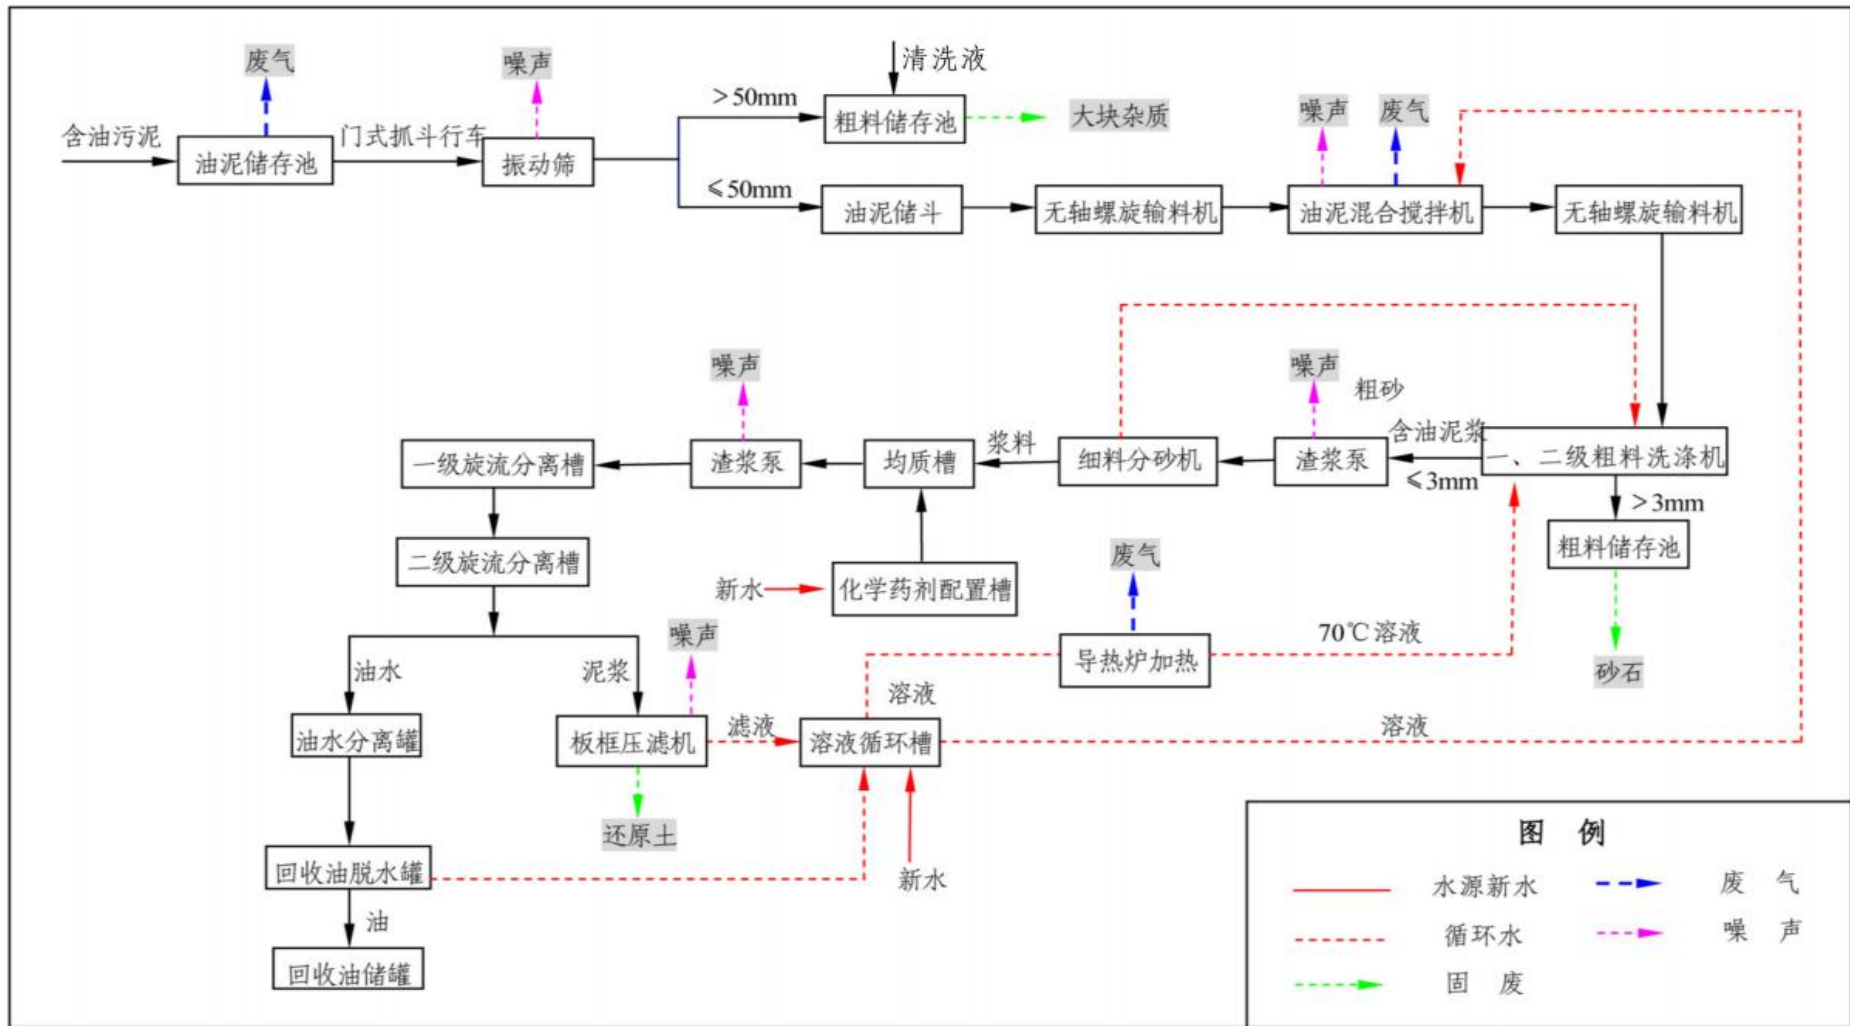 废气
噪声
清洗液
>50mm
含油污泥
油泥储存池
门式抓斗行车
振动筛
粗料储存池
大块杂质
噪声
废气
≤50mm
油泥储斗
无轴螺旋输料机
油泥混合搅拌机
无轴螺旋输料机
噪声
噪声
粗砂
一级旋流分离槽
渣浆泵
均质槽
浆料
细料分砂机
渣浆泵
含油泥浆
≤3mm
一、二级粗料洗涤机
>3mm
二级旋流分离槽
新水
化学药剂配置槽
废气
粗料储存池
噪声
70℃溶液
油水
泥浆
导热炉加热
砂石
溶液
油水分离罐
板框压滤机
滤液
溶液循环槽
溶液
还原土
回收油脱水罐
新水
油
回收油储罐
图 例
水源新水
废 气
循环水
噪 声
固 废